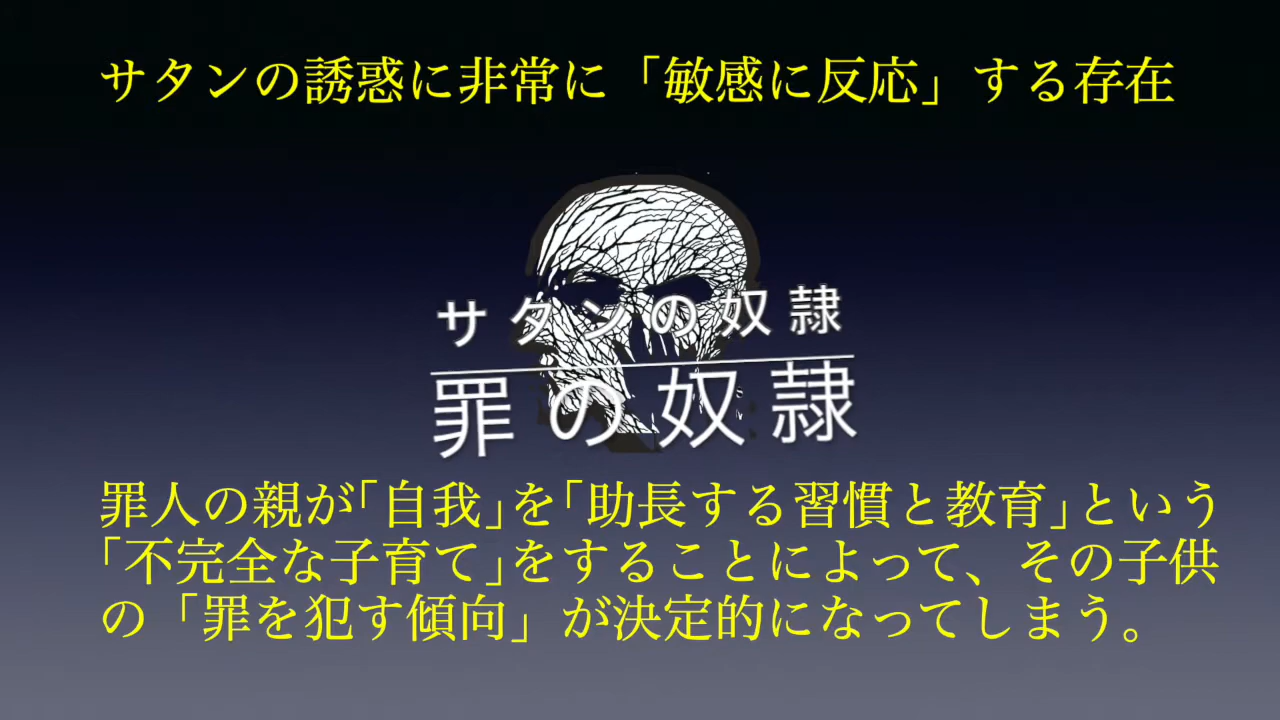 サタンの誘惑に非常に「敏感に反応」する存在
サタンの奴隷
罪の奴隷
罪人の親が「自我」を「助長する習慣と教育」という
「不完全な子育て」をすることによって、その子供
の「罪を犯す傾向」が決定的になってしまう。